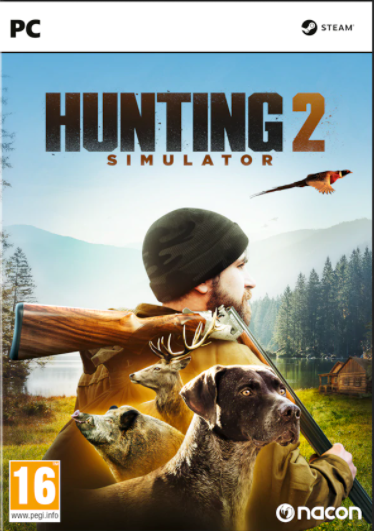 PC
STEAM®
HUNTING 2
SIMULATOR
16
www.pegi.info
nacon